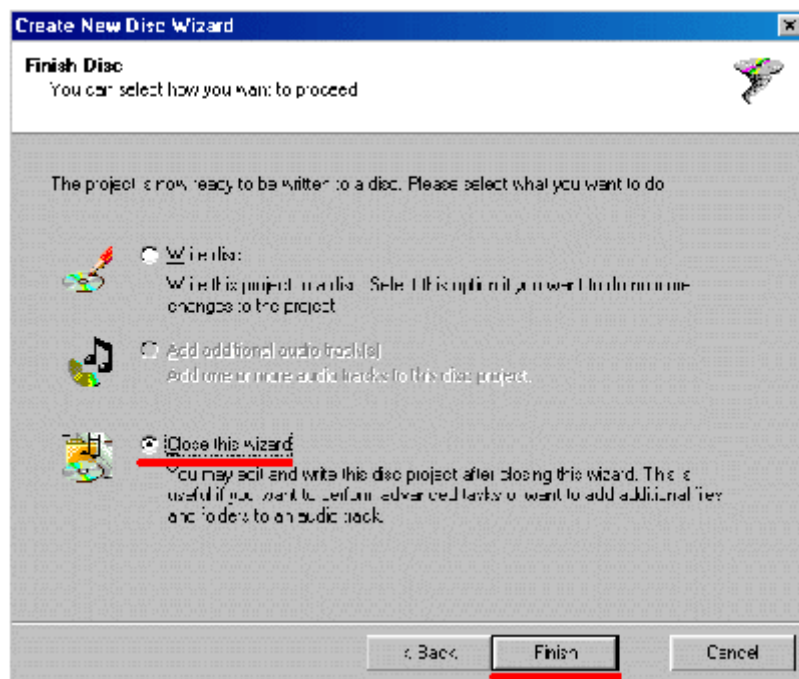 Create New Disc Wizard
Finish Disc
You can select how you want to proceed
The project is now ready to be written to a disc. Please select what you want to do
Write disc
Write this project to a disc. Select this option if you want to do no more
changes to the project
Add additional audio track(s)
Add one or more audio tracks to this disc project.
Close this wizard
You may edit and write this disc project after closing this wizard. This is
useful if you want to perform advanced tasks or want to add additional files
and folders to an audio track.
< Back
Finish
Cancel